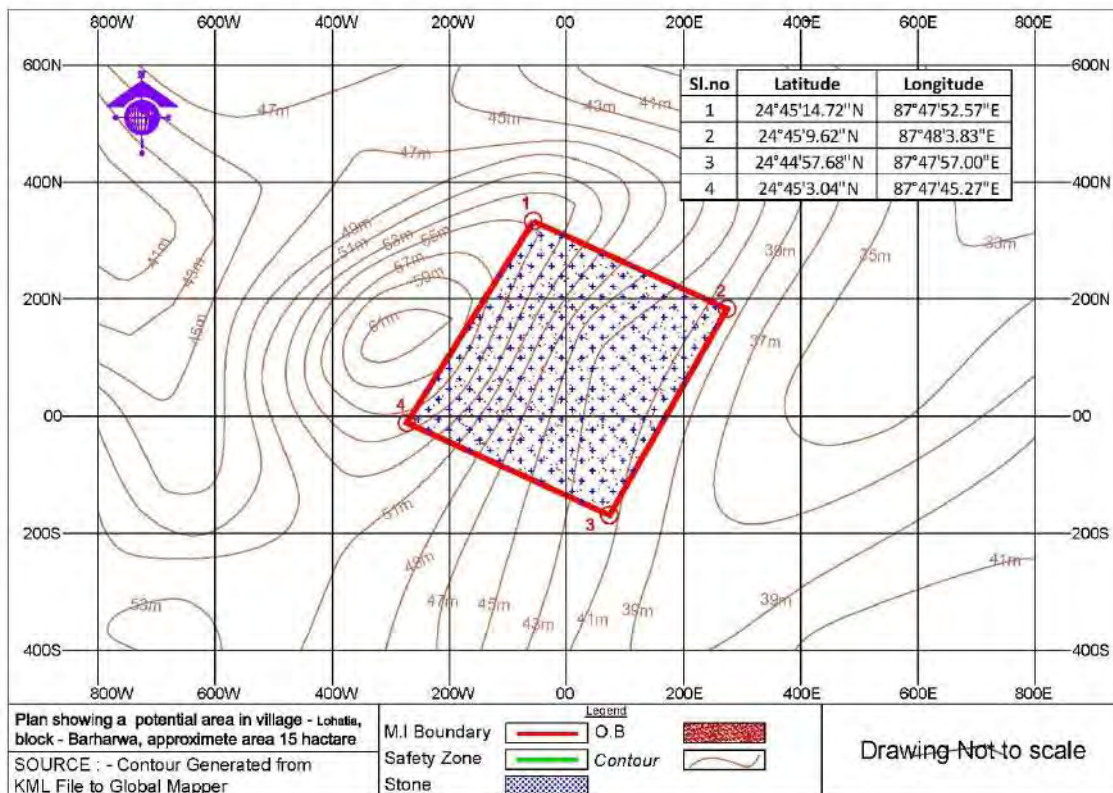 800W 600W 400W 200W 00 200E 400E 600E 800E
600N 600N
400N 400N
200N 200N
00 00
200S 200S
400S 400S
800W 600W 400W 200W 00 200E 400E 600E 800E
Sl.no Latitude Longitude
1 24°45'14.72"N 87°47'52.57"E
2 24°45'9.62"N 87°48'3.83"E
3 24°44'57.68"N 87°47'57.00"E
4 24°45'3.04"N 87°47'45.27"E
47m
43m
41m
45m
47m
49m
51m
53m
55m
57m
59m
61m
41m
43m
45m
39m
35m
33m
37m
1
2
3
4
51m
49m
47m
45m
43m
41m
39m
39m
41m
53m
Plan showing a potential area in village - Lohatia,
block - Barharwa, approximete area 15 hactare
SOURCE : - Contour Generated from
KML File to Global Mapper
Legend
M.I Boundary O.B
Safety Zone Contour
Stone
Drawing Not to scale